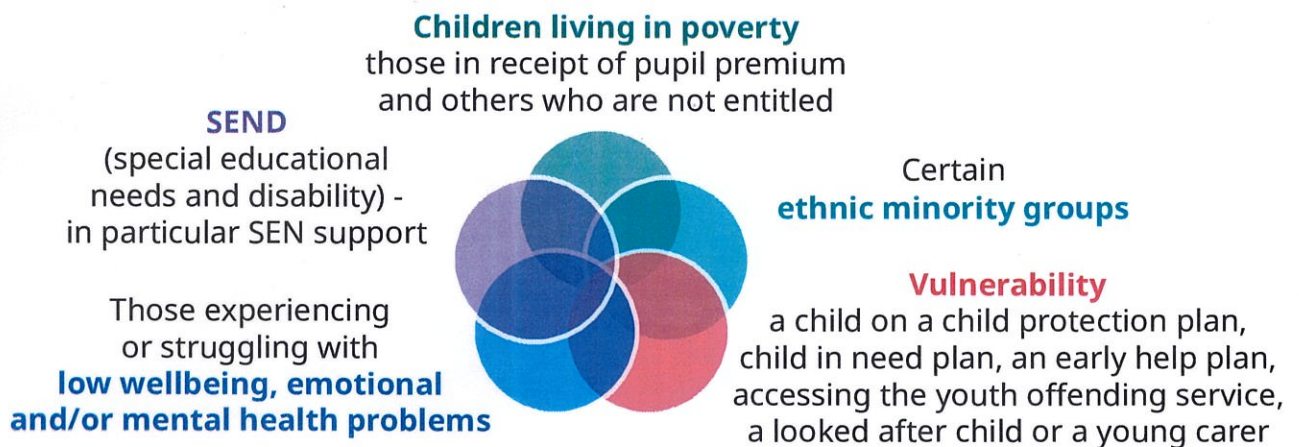 Children living in poverty
those in receipt of pupil premium
and others who are not entitled
SEND
(special educational
needs and disability) -
in particular SEN support
Certain
ethnic minority groups
Those experiencing
or struggling with
low wellbeing, emotional
and/or mental health problems
Vulnerability
a child on a child protection plan,
child in need plan, an early help plan,
accessing the youth offending service,
a looked after child or a young carer